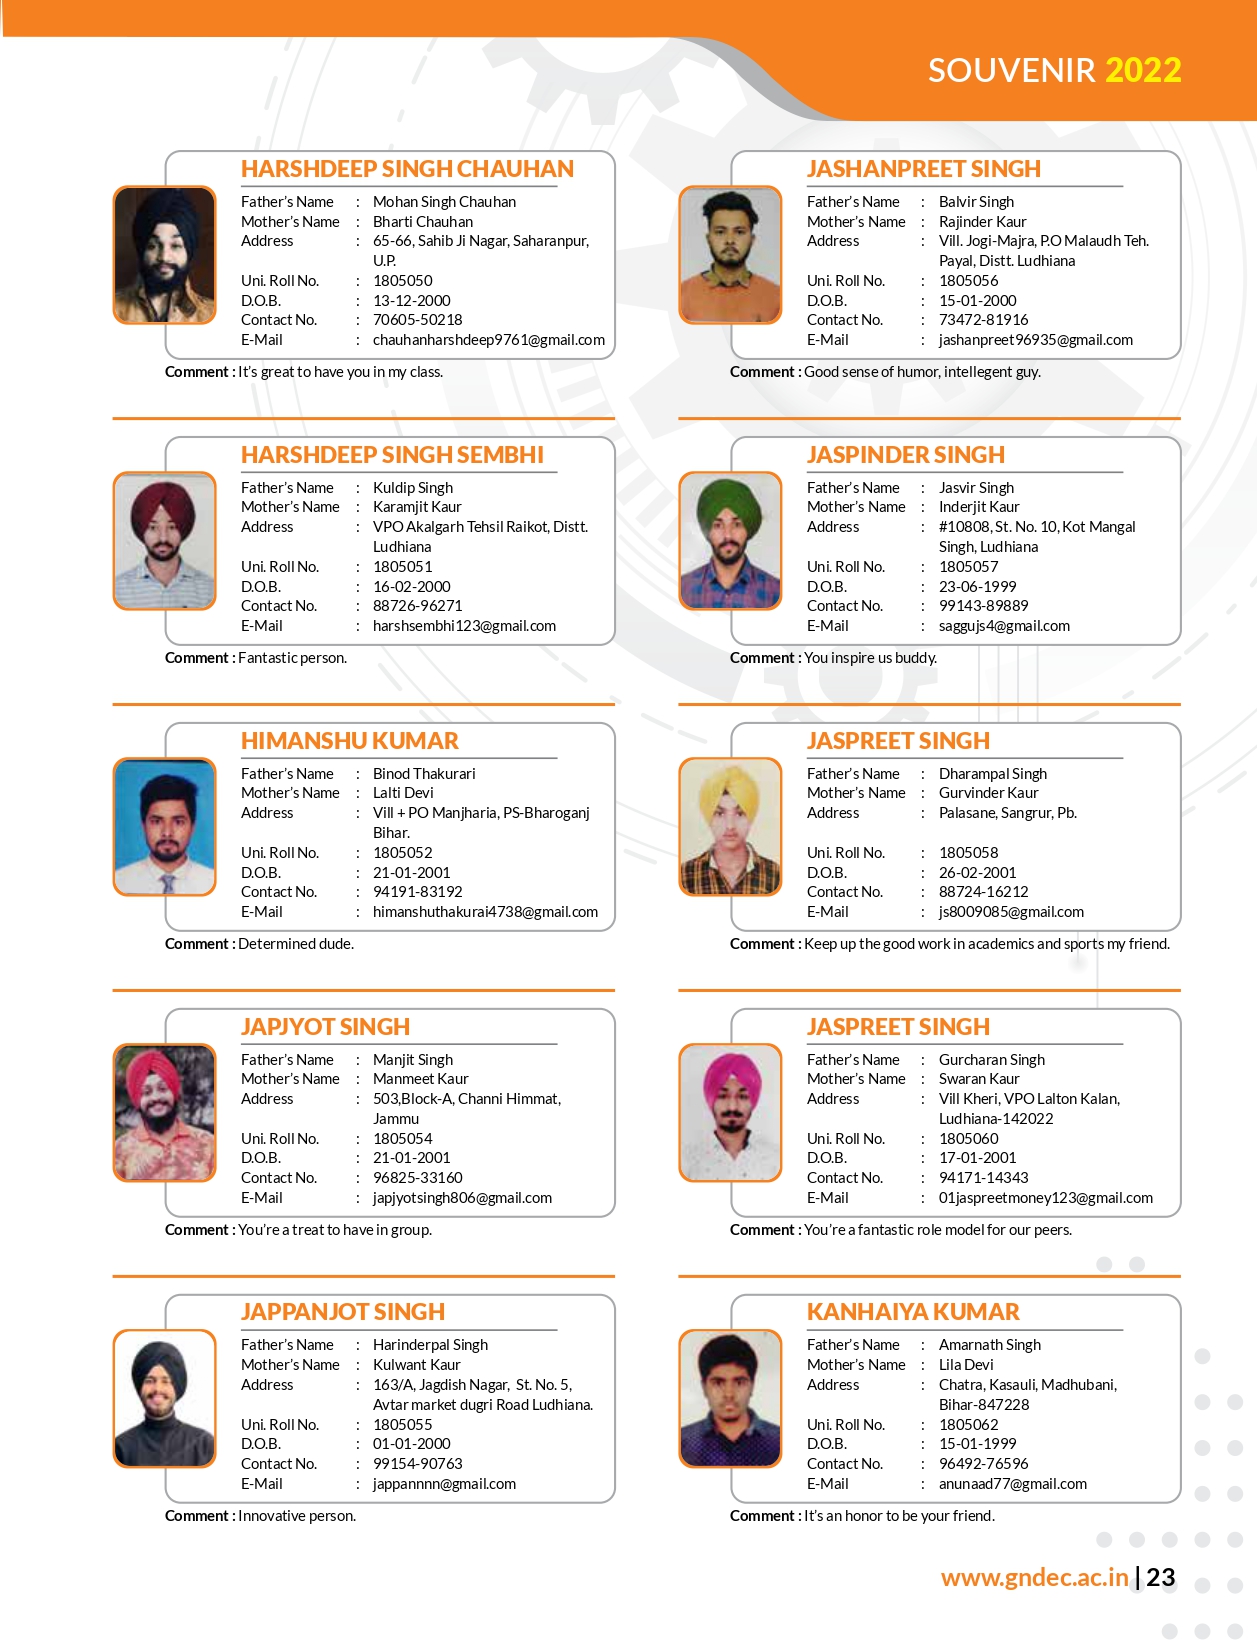 SOUVENIR 2022
HARSHDEEP SINGH CHAUHAN
Father's Name : Mohan Singh Chauhan
Mother's Name : Bharti Chauhan
Address : 65-66, Sahib Ji Nagar, Saharanpur,
U.P.
Uni. Roll No. : 1805050
D.O.B. : 13-12-2000
Contact No. : 70605-50218
E-Mail : chauhanharshdeep9761@gmail.com
Comment : It's great to have you in my class.
HARSHDEEP SINGH SEMBHI
Father's Name : Kuldip Singh
Mother's Name : Karamjit Kaur
Address : VPO Akalgarh Tehsil Raikot, Distt.
Ludhiana
Uni. Roll No. : 1805051
D.O.B. : 16-02-2000
Contact No. : 88726-96271
E-Mail : harshsembhi123@gmail.com
Comment : Fantastic person.
HIMANSHU KUMAR
Father's Name : Binod Thakurari
Mother's Name : Lalti Devi
Address : Vill + PO Manjharia, PS-Bharoganj
Bihar.
Uni. Roll No. : 1805052
D.O.B. : 21-01-2001
Contact No. : 94191-83192
E-Mail : himanshuthakurai4738@gmail.com
Comment : Determined dude.
JAPJYOT SINGH
Father's Name : Manjit Singh
Mother's Name : Manmeet Kaur
Address : 503,Block-A, Channi Himmat,
Jammu
Uni. Roll No. : 1805054
D.O.B. : 21-01-2001
Contact No. : 96825-33160
E-Mail : japjyotsingh806@gmail.com
Comment : You're a treat to have in group.
JAPPANJOT SINGH
Father's Name : Harinderpal Singh
Mother's Name : Kulwant Kaur
Address : 163/A, Jagdish Nagar, St. No. 5,
Avtar market dugri Road Ludhiana.
Uni. Roll No. : 1805055
D.O.B. : 01-01-2000
Contact No. : 99154-90763
E-Mail : jappannnn@gmail.com
Comment : Innovative person.
JASHANPREET SINGH
Father's Name : Balvir Singh
Mother's Name : Rajinder Kaur
Address : Vill. Jogi-Majra, P.O Malaudh Teh.
Payal, Distt. Ludhiana
Uni. Roll No. : 1805056
D.O.B. : 15-01-2000
Contact No. : 73472-81916
E-Mail : jashanpreet96935@gmail.com
Comment : Good sense of humor, intellegent guy.
JASPINDER SINGH
Father's Name : Jasvir Singh
Mother's Name : Inderjit Kaur
Address : #10808, St. No. 10, Kot Mangal
Singh, Ludhiana
Uni. Roll No. : 1805057
D.O.B. : 23-06-1999
Contact No. : 99143-89889
E-Mail : saggujs4@gmail.com
Comment : You inspire us buddy.
JASPREET SINGH
Father's Name : Dharampal Singh
Mother's Name : Gurvinder Kaur
Address : Palasane, Sangrur, Pb.
Uni. Roll No. : 1805058
D.O.B. : 26-02-2001
Contact No. : 88724-16212
E-Mail : js8009085@gmail.com
Comment : Keep up the good work in academics and sports my friend.
JASPREET SINGH
Father's Name : Gurcharan Singh
Mother's Name : Swaran Kaur
Address : Vill Kheri, VPO Lalton Kalan,
Ludhiana-142022
Uni. Roll No. : 1805060
D.O.B. : 17-01-2001
Contact No. : 94171-14343
E-Mail : 01jaspreetmoney123@gmail.com
Comment : You're a fantastic role model for our peers.
KANHAIYA KUMAR
Father's Name : Amarnath Singh
Mother's Name : Lila Devi
Address : Chatra, Kasauli, Madhubani,
Bihar-847228
Uni. Roll No. : 1805062
D.O.B. : 15-01-1999
Contact No. : 96492-76596
E-Mail : anunaad77@gmail.com
Comment : It's an honor to be your friend.
www.gndec.ac.in | 23